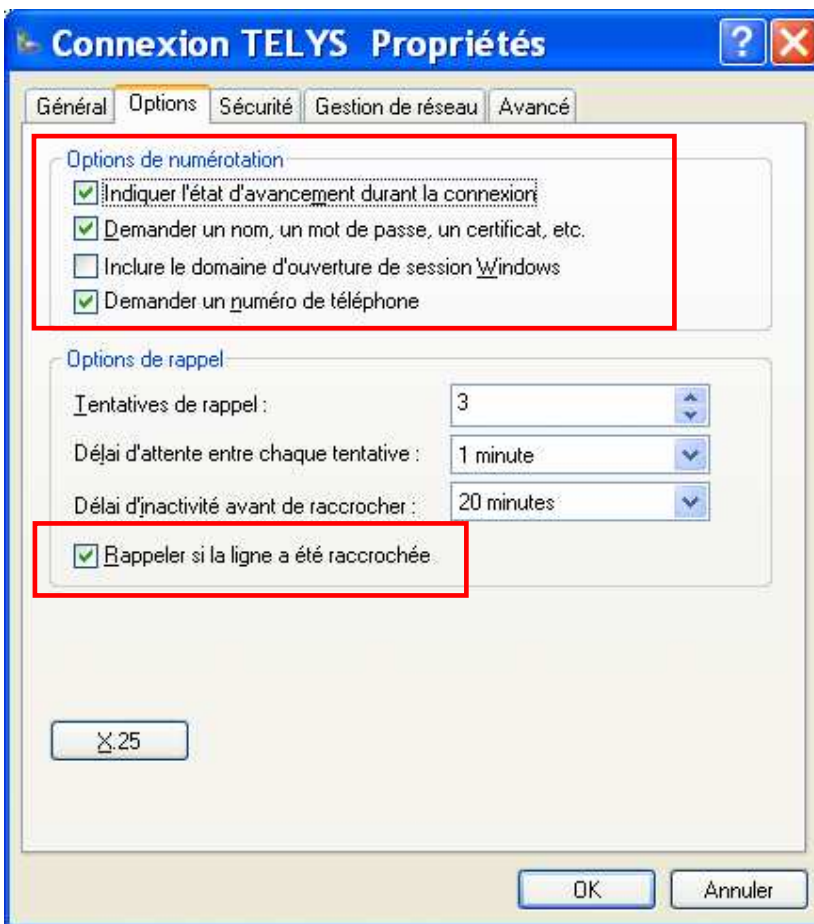 Connexion TELYS Propriétés
Général Options Sécurité Gestion de réseau Avancé
Options de numérotation
Indiquer l'état d'avancement durant la connexion
Demander un nom, un mot de passe, un certificat, etc.
Inclure le domaine d'ouverture de session Windows
Demander un numéro de téléphone
Options de rappel
Tentatives de rappel : 3
Délai d'attente entre chaque tentative : 1 minute
Délai d'inactivité avant de raccrocher : 20 minutes
Rappeler si la ligne a été raccrochée
X.25
OK Annuler